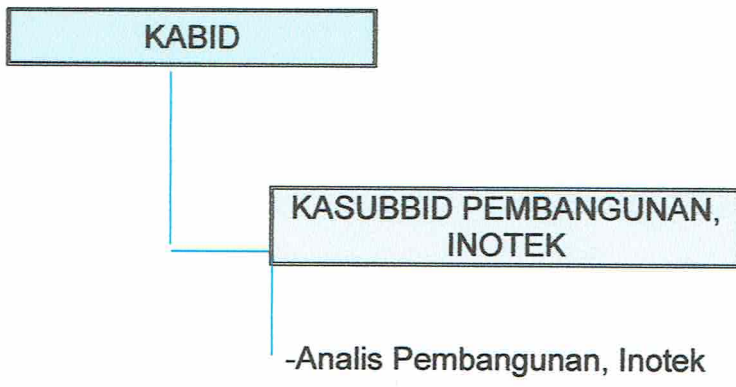 KABID
KASUBBID PEMBANGUNAN,
INOTEK
-Analis Pembangunan, Inotek